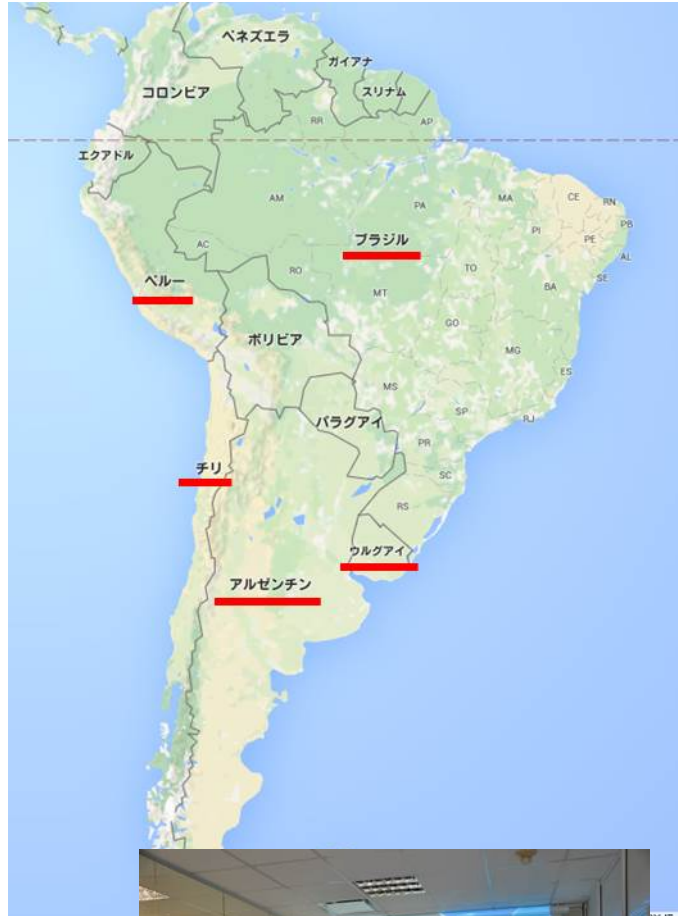 ベネズエラ
ガイアナ
コロンビア
スリナム
RR
AP
エクアドル
AM
PA
MA
CE
RN
PB
PI
PE
AL
ブラジル
AC
TO
SE
ペルー
RO
BA
MT
GO
ボリビア
MG
ES
MS
パラグアイ
SP
RJ
PR
チリ
SC
RS
ウルグアイ
アルゼンチン